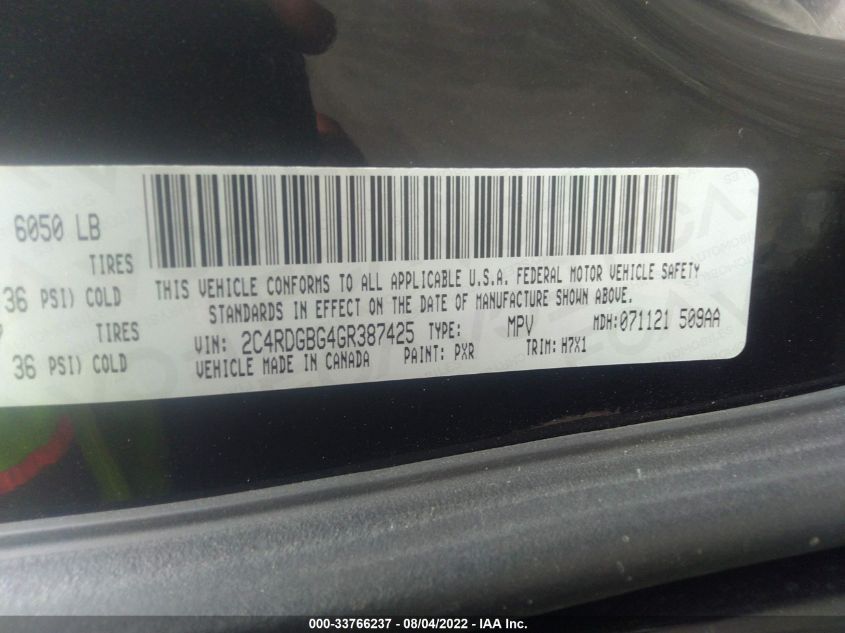 6050 LB
TIRES
36 PSI) COLD
TIRES
36 PSI) COLD
THIS VEHICLE CONFORMS TO ALL APPLICABLE U.S.A. FEDERAL MOTOR VEHICLE SAFETY
STANDARDS IN EFFECT ON THE DATE OF MANUFACTURE SHOWN ABOVE.
VIN: 2C4RDGBG4GR387425 TYPE: MPV MDH: 071121 509AA
VEHICLE MADE IN CANADA PAINT: PXR TRIM: H7X1
000-33766237 - 08/04/2022 - IAA Inc.